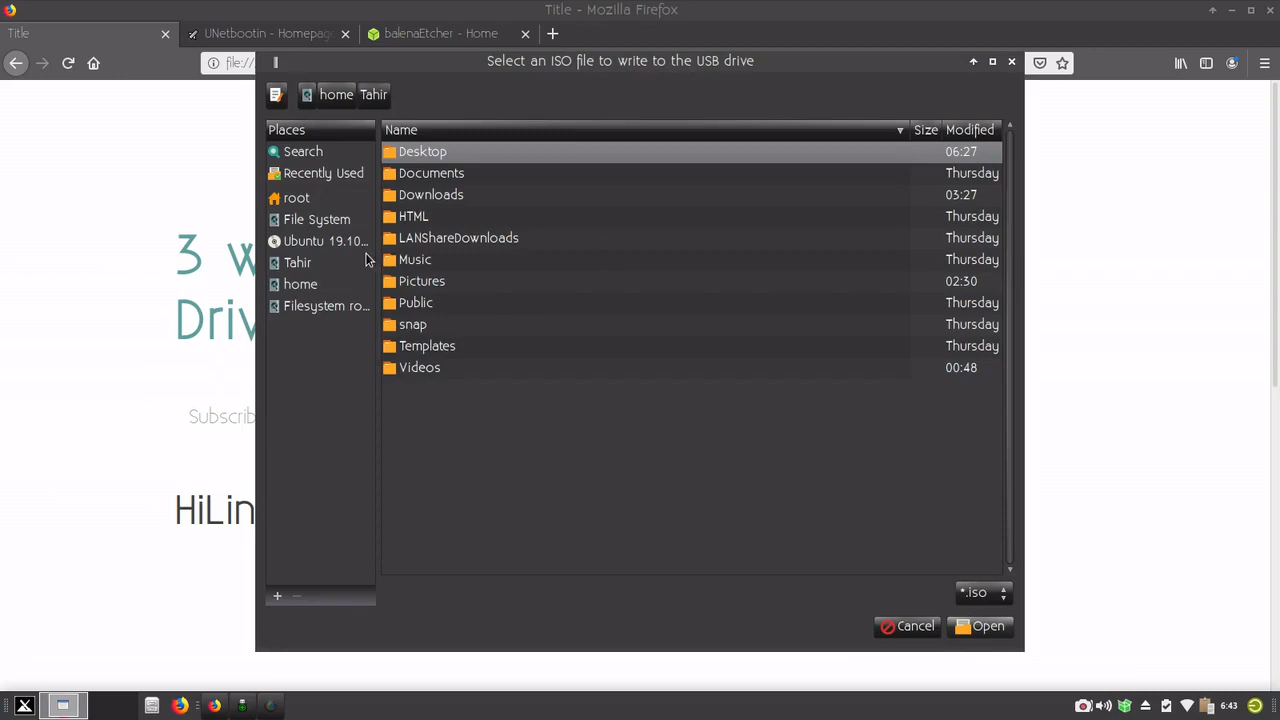 Title - Mozilla Firefox
Title
UNetbootin - Homepag
balenaEtcher - Home
file://
Select an ISO file to write to the USB drive
home Tahir
Places
Name Size Modified
Search
Recently Used
root
File System
Ubuntu 19.10...
Tahir
home
Filesystem ro...
Desktop 06:27
Documents Thursday
Downloads 03:27
HTML Thursday
LANShareDownloads Thursday
Music Thursday
Pictures 02:30
Public Thursday
snap Thursday
Templates Thursday
Videos 00:48
3 w
Driv
Subscrib
HiLin
*.iso
Cancel Open
6:43